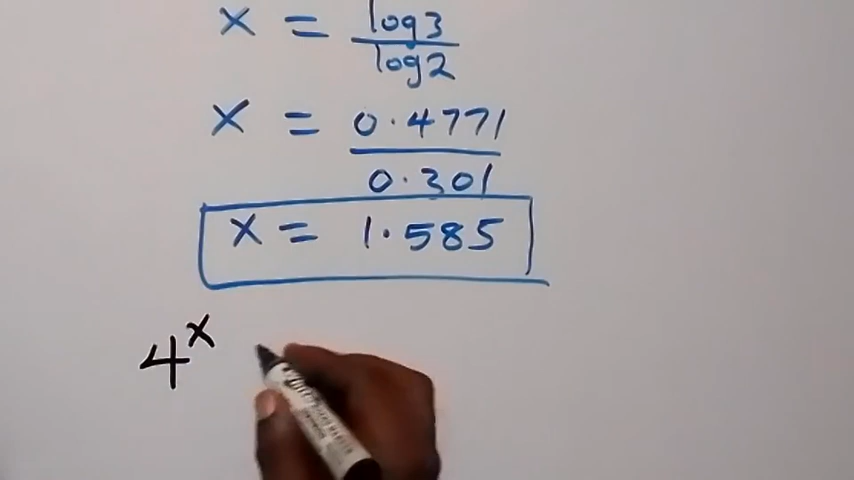 x = log3/log2
x = 0.4771/0.301
x = 1.585
4^x